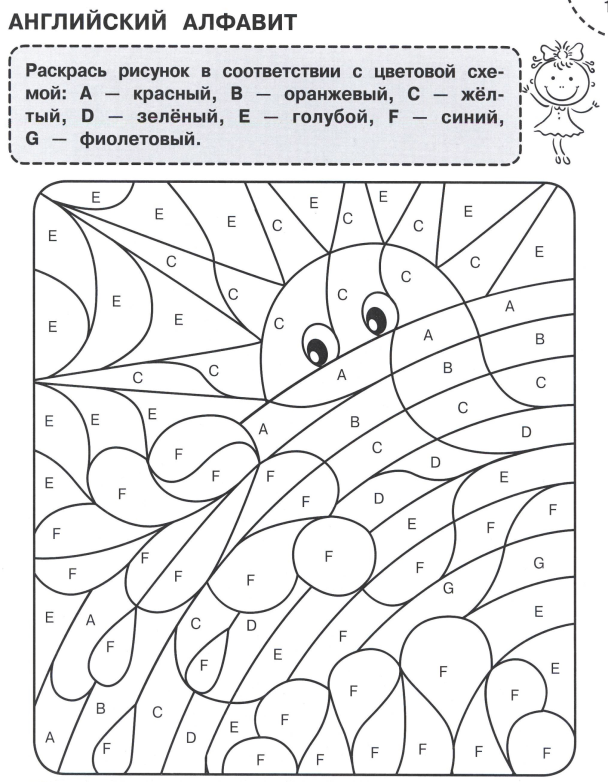 АНГЛИЙСКИЙ АЛФАВИТ
Раскрась рисунок в соответствии с цветовой схе-
мой: A — красный, B — оранжевый, C — жёл-
тый, D — зелёный, E — голубой, F — синий,
G — фиолетовый.
E E E C E C E C E
E C C E
E E C C C C A
E E C A B
C C A B C
E E E A B C D
F F F C D E
E F F D E F F
F F F F F G G
E A F C D F E
F F E F F E
B C F F
A F D E F F
F F F F F